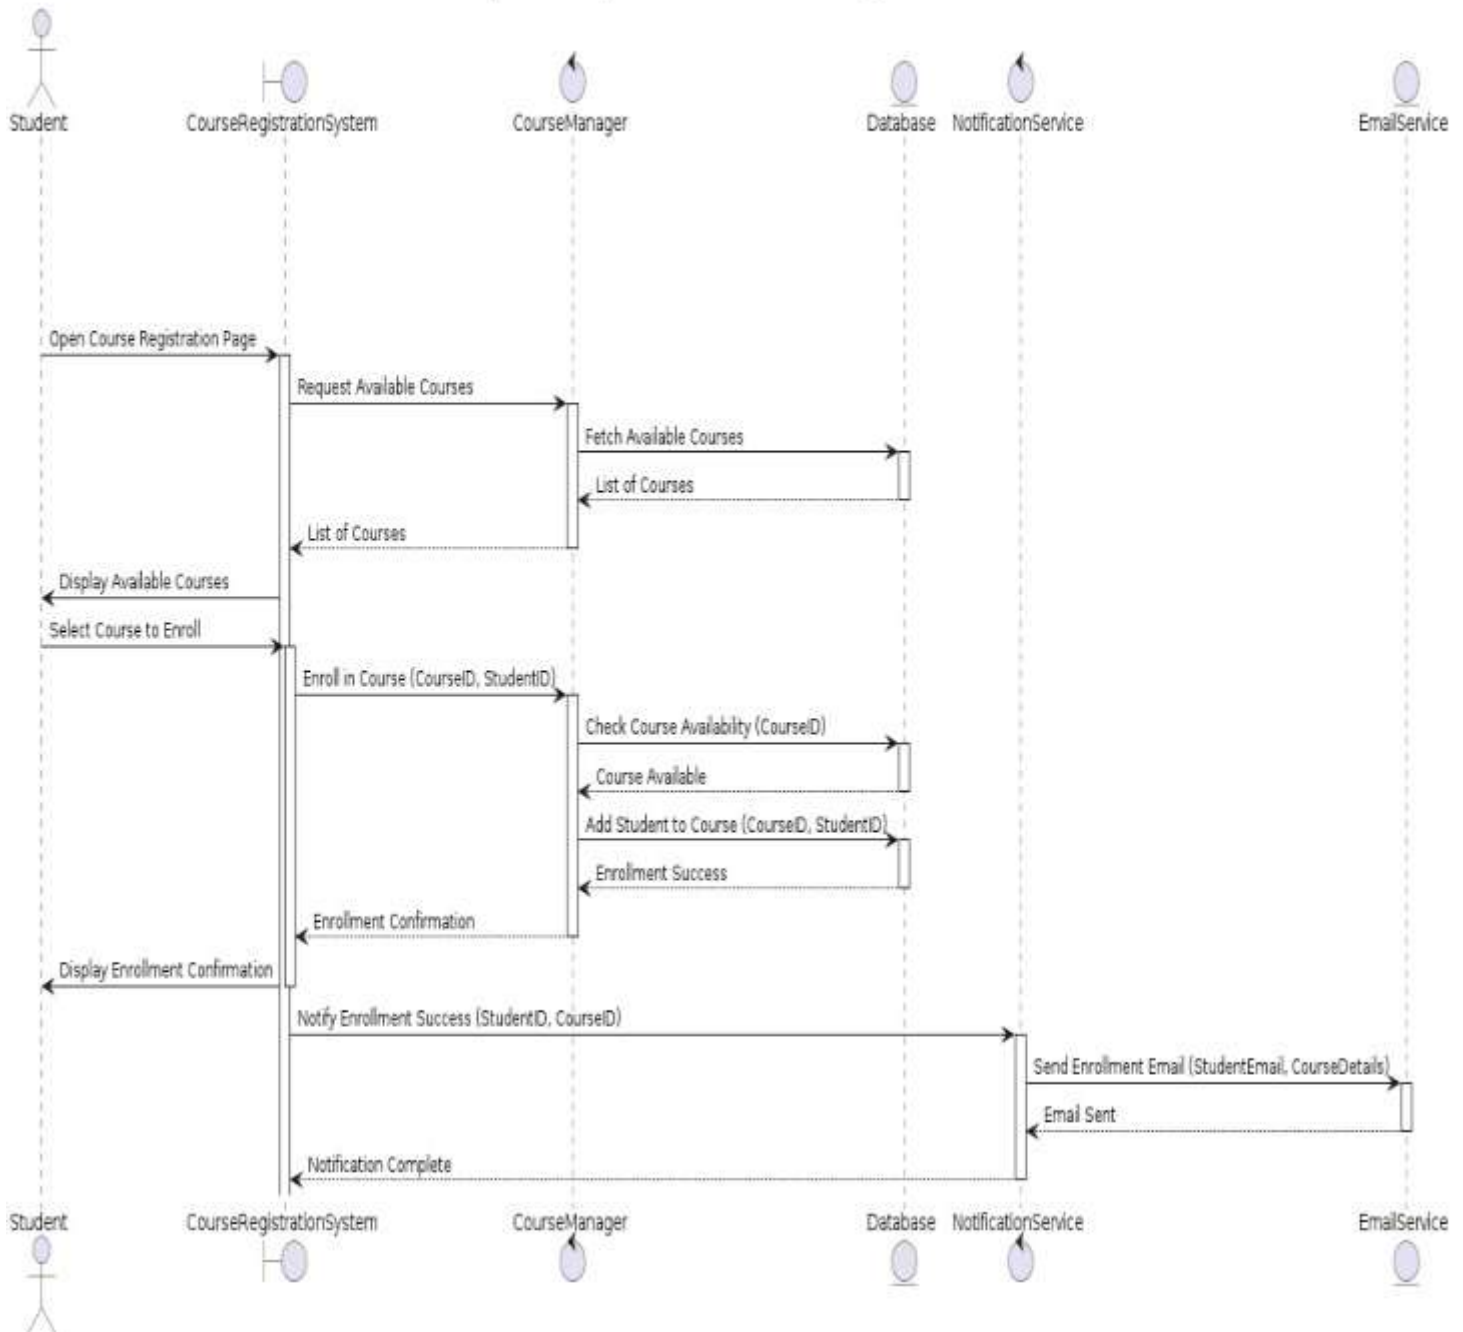 Student
CourseRegistrationSystem
CourseManager
Database
NotificationService
EmailService
Open Course Registration Page
Request Available Courses
Fetch Available Courses
List of Courses
List of Courses
Display Available Courses
Select Course to Enroll
Enroll in Course (CourseID, StudentID)
Check Course Availability (CourseID)
Course Available
Add Student to Course (CourseID, StudentID)
Enrollment Success
Enrollment Confirmation
Display Enrollment Confirmation
Notify Enrollment Success (StudentID, CourseID)
Send Enrollment Email (StudentEmail, CourseDetails)
Email Sent
Notification Complete
Student
CourseRegistrationSystem
CourseManager
Database
NotificationService
EmailService